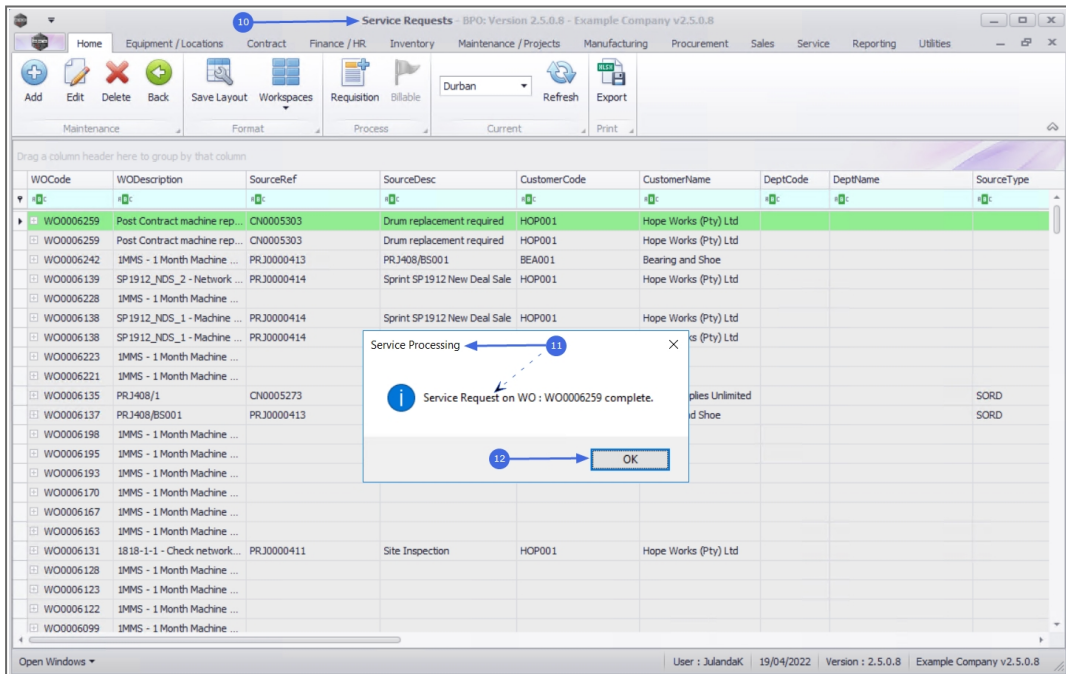 10 Service Requests - BPO: Version 2.5.0.8 - Example Company v2.5.0.8
Home Equipment / Locations Contract Finance / HR Inventory Maintenance / Projects Manufacturing Procurement Sales Service Reporting Utilities
Durban
Add Edit Delete Back Save Layout Workspaces Requisition Billable Refresh Export
Maintenance Format Process Current Print
Drag a column header here to group by that column
WOCode WODescription SourceRef SourceDesc CustomerCode CustomerName DeptCode DeptName SourceType
WO0006259 Post Contract machine rep... CN0005303 Drum replacement required HOP001 Hope Works (Pty) Ltd
WO0006259 Post Contract machine rep... CN0005303 Drum replacement required HOP001 Hope Works (Pty) Ltd
WO0006242 1MMS - 1 Month Machine ... PRJ0000413 PRJ408/BS001 BEA001 Bearing and Shoe
WO0006139 SP1912_NDS_2 - Network ... PRJ0000414 Sprint SP1912 New Deal Sale HOP001 Hope Works (Pty) Ltd
WO0006228 1MMS - 1 Month Machine ...
WO0006138 SP1912_NDS_1 - Machine ... PRJ0000414 Sprint SP1912 New Deal Sale HOP001 Hope Works (Pty) Ltd
WO0006138 SP1912_NDS_1 - Machine ... PRJ0000414 ks (Pty) Ltd
Service Processing 11
WO0006223 1MMS - 1 Month Machine ...
WO0006221 1MMS - 1 Month Machine ...
WO0006135 PRJ408/1 CN0005273 plies Unlimited SORD
Service Request on WO : WO0006259 complete.
WO0006137 PRJ408/BS001 PRJ0000413 d Shoe SORD
WO0006198 1MMS - 1 Month Machine ...
WO0006195 1MMS - 1 Month Machine ...
12 OK
WO0006193 1MMS - 1 Month Machine ...
WO0006170 1MMS - 1 Month Machine ...
WO0006167 1MMS - 1 Month Machine ...
WO0006163 1MMS - 1 Month Machine ...
WO0006131 1818-1-1 - Check network... PRJ0000411 Site Inspection HOP001 Hope Works (Pty) Ltd
WO0006128 1MMS - 1 Month Machine ...
WO0006123 1MMS - 1 Month Machine ...
WO0006122 1MMS - 1 Month Machine ...
WO0006099 1MMS - 1 Month Machine ...
Open Windows User : JulandaK 19/04/2022 Version : 2.5.0.8 Example Company v2.5.0.8